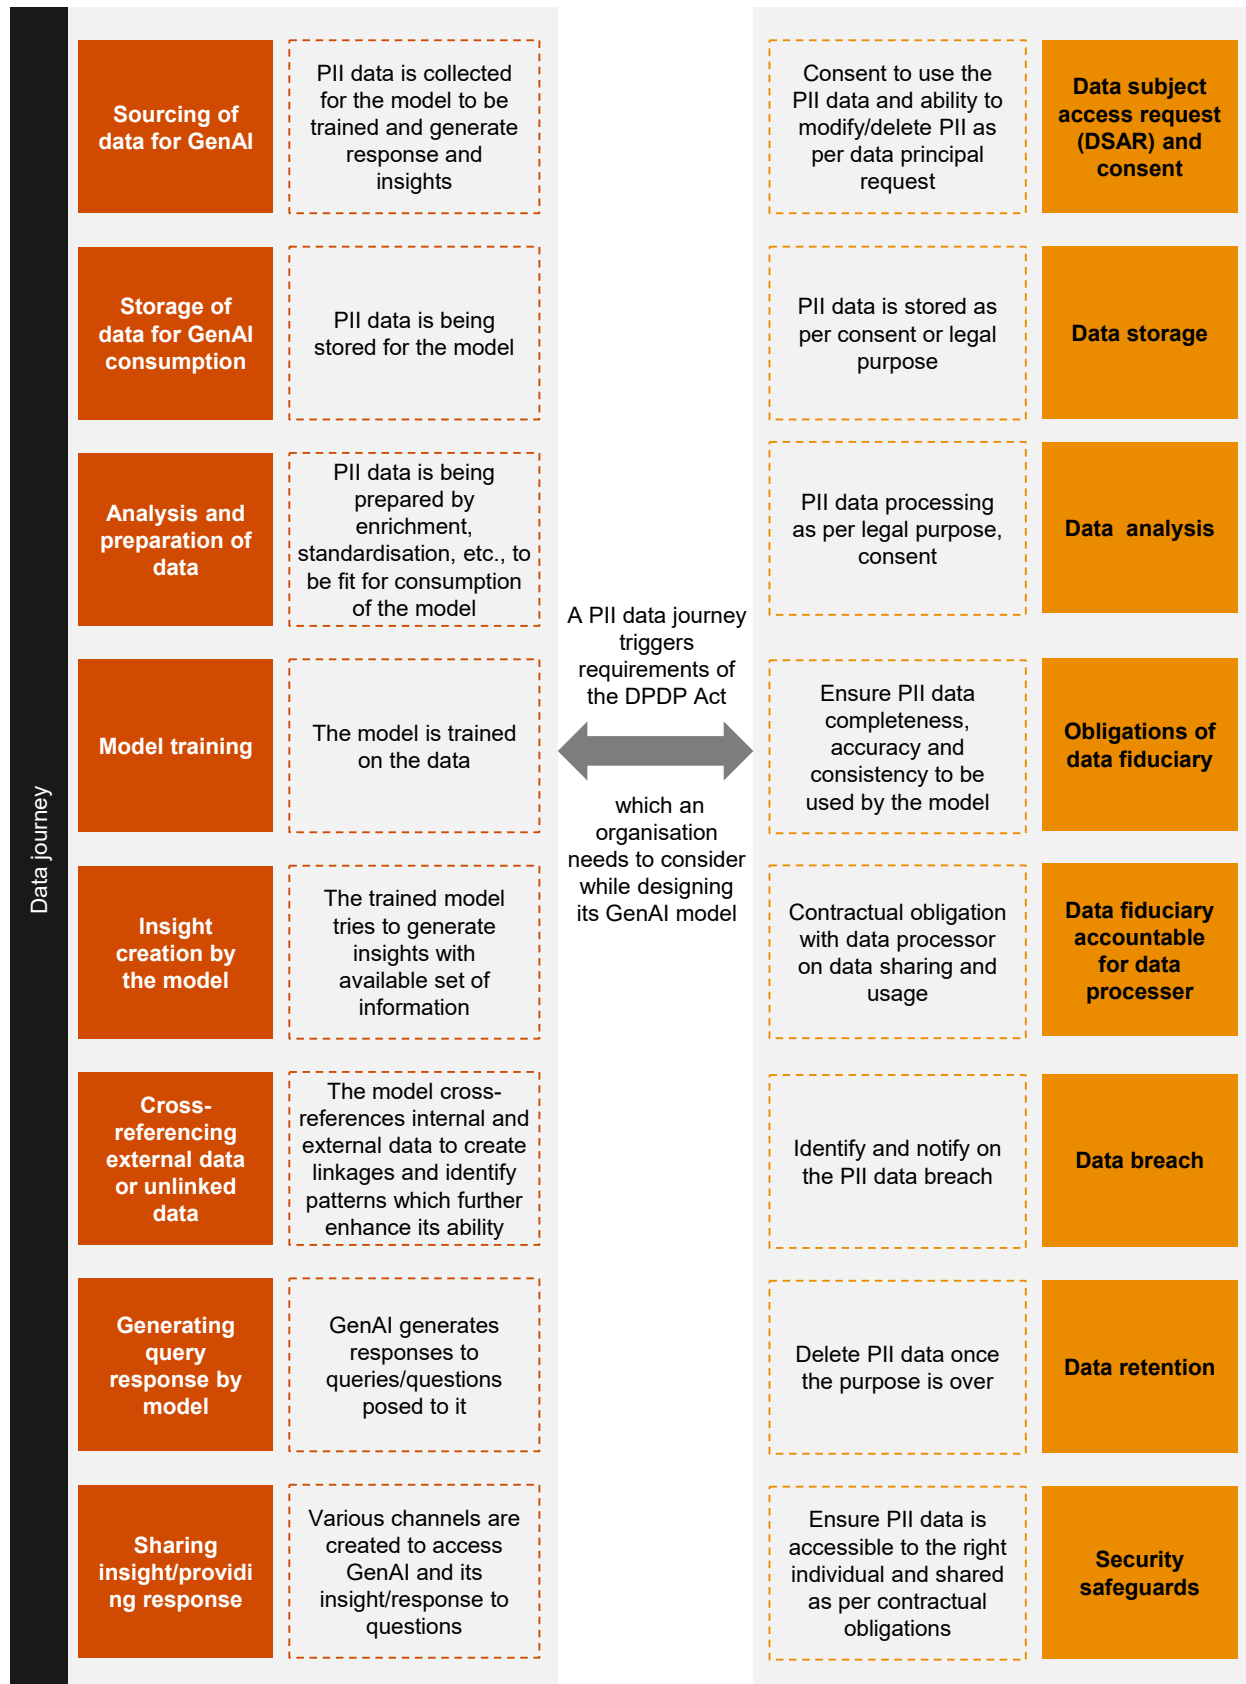 Data journey
Sourcing of
data for GenAI
PII data is collected
for the model to be
trained and generate
response and
insights
Consent to use the
PII data and ability to
modify/delete PII as
per data principal
request
Data subject
access request
(DSAR) and
consent
Storage of
data for GenAI
consumption
PII data is being
stored for the model
PII data is stored as
per consent or legal
purpose
Data storage
Analysis and
preparation of
data
PII data is being
prepared by
enrichment,
standardisation, etc., to
be fit for consumption
of the model
PII data processing
as per legal purpose,
consent
Data  analysis
A PII data journey
triggers
requirements of
the DPDP Act
which an
organisation
needs to consider
while designing
its GenAI model
Model training
The model is trained
on the data
Ensure PII data
completeness,
accuracy and
consistency to be
used by the model
Obligations of
data fiduciary
Insight
creation by
the model
The trained model
tries to generate
insights with
available set of
information
Contractual obligation
with data processor
on data sharing and
usage
Data fiduciary
accountable
for data
processer
Cross-
referencing
external data
or unlinked
data
The model cross-
references internal and
external data to create
linkages and identify
patterns which further
enhance its ability
Identify and notify on
the PII data breach
Data breach
Generating
query
response by
model
GenAI generates
responses to
queries/questions
posed to it
Delete PII data once
the purpose is over
Data retention
Sharing
insight/providi
ng response
Various channels are
created to access
GenAI and its
insight/response to
questions
Ensure PII data is
accessible to the right
individual and shared
as per contractual
obligations
Security
safeguards